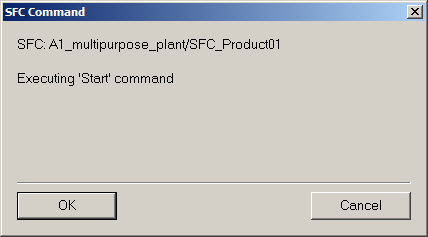 SFC Command
SFC: A1_multipurpose_plant/SFC_Product01
Executing 'Start' command
OK
Cancel